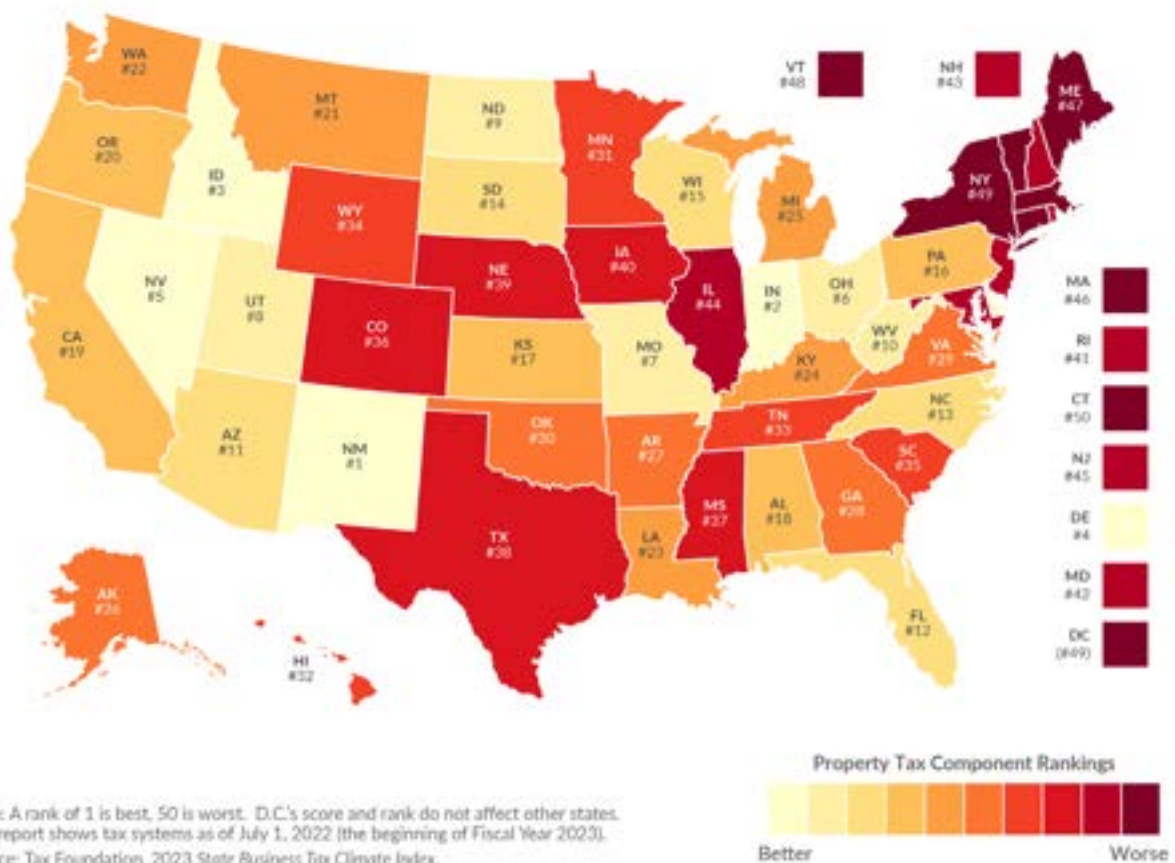 WA
#22
MT
#21
ND
#9
MN
#31
VT
#48
NH
#43
ME
#47
OR
#20
ID
#3
WY
#34
SD
#14
WI
#15
MI
#25
NY
#49
NV
#5
UT
#8
CO
#36
NE
#39
IA
#40
IL
#44
IN
#2
OH
#6
PA
#16
MA
#46
CA
#19
KS
#17
MO
#7
KY
#24
WV
#10
VA
#29
RI
#41
AZ
#11
NM
#1
OK
#30
AR
#27
TN
#33
NC
#13
CT
#50
SC
#35
NJ
#45
TX
#38
LA
#23
MS
#37
AL
#18
GA
#28
DE
#4
AK
#26
HI
#32
FL
#12
MD
#42
DC
(#49)
Property Tax Component Rankings
: A rank of 1 is best, 50 is worst. D.C.'s score and rank do not affect other states.
report shows tax systems as of July 1, 2022 (the beginning of Fiscal Year 2023).
ce: Tax Foundation, 2023 State Business Tax Climate Index.
Better
Worse